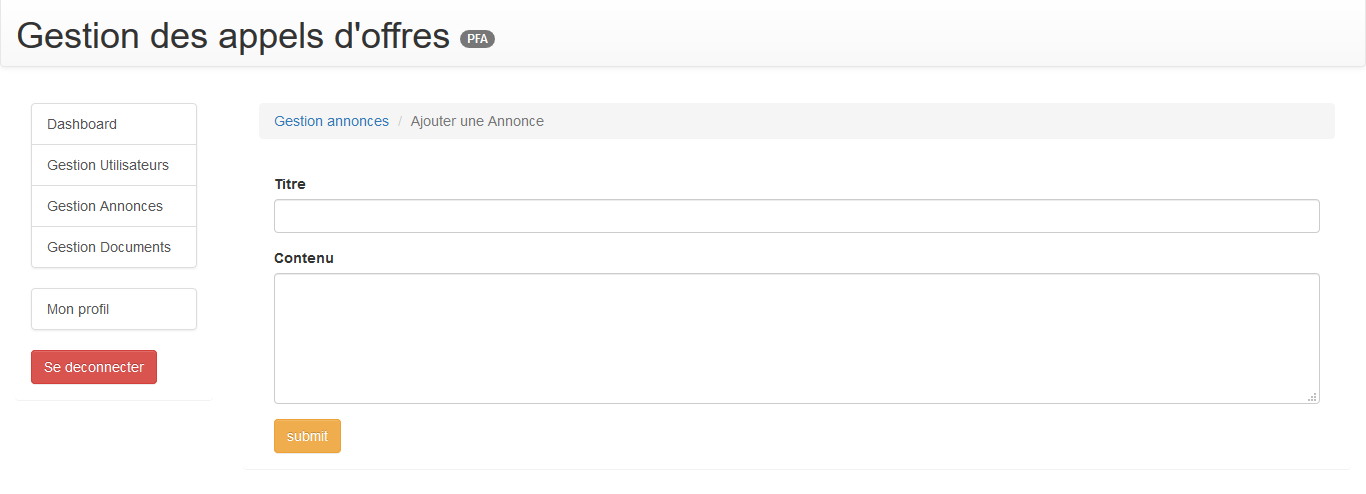 Gestion des appels d'offres PFA
Dashboard
Gestion Utilisateurs
Gestion Annonces
Gestion Documents
Mon profil
Se deconnecter
Gestion annonces / Ajouter une Annonce
Titre
Contenu
submit